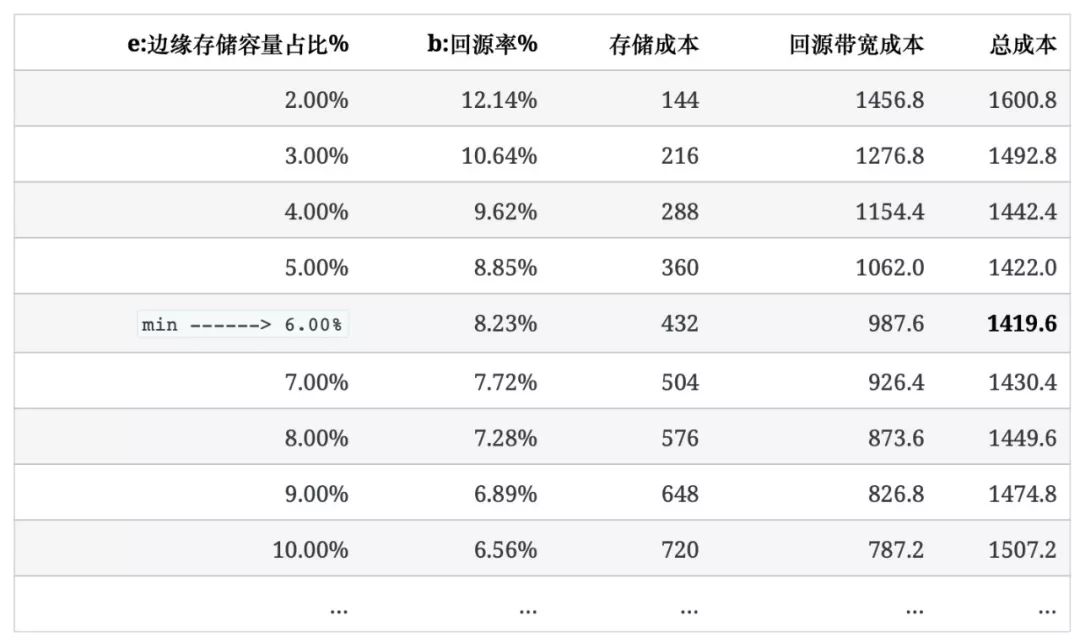 e:边缘存储容量占比% b:回源率% 存储成本 回源带宽成本 总成本
2.00% 12.14% 144 1456.8 1600.8
3.00% 10.64% 216 1276.8 1492.8
4.00% 9.62% 288 1154.4 1442.4
5.00% 8.85% 360 1062.0 1422.0
min ------> 6.00% 8.23% 432 987.6 1419.6
7.00% 7.72% 504 926.4 1430.4
8.00% 7.28% 576 873.6 1449.6
9.00% 6.89% 648 826.8 1474.8
10.00% 6.56% 720 787.2 1507.2
... ... ... ... ...